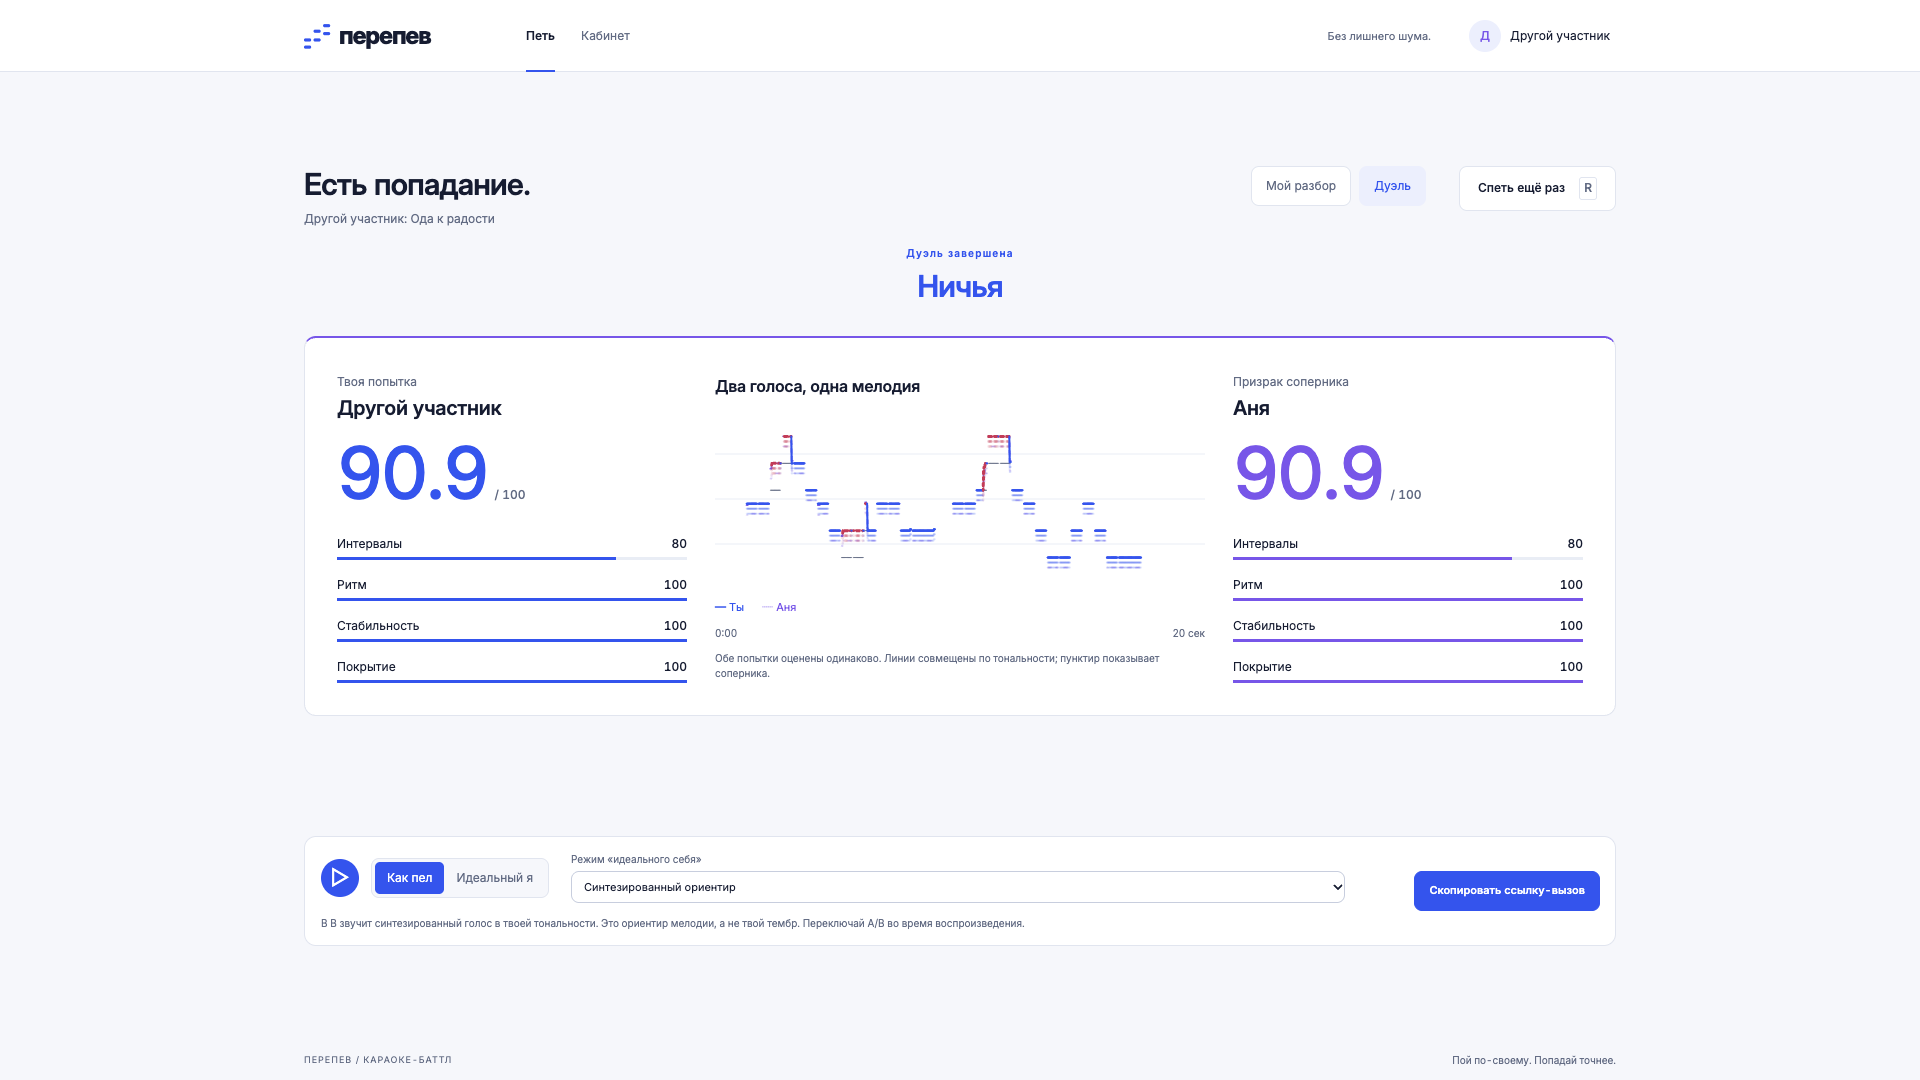 перепев
Петь
Кабинет
Без лишнего шума.
Д
Другой участник
Есть попадание.
Другой участник: Ода к радости
Мой разбор
Дуэль
Спеть ещё раз
R
Дуэль завершена
Ничья
Твоя попытка
Другой участник
90.9 / 100
Интервалы 80
Ритм 100
Стабильность 100
Покрытие 100
Два голоса, одна мелодия
Ты
Аня
0:00
20 сек
Обе попытки оценены одинаково. Линии совмещены по тональности; пунктир показывает
соперника.
Призрак соперника
Аня
90.9 / 100
Интервалы 80
Ритм 100
Стабильность 100
Покрытие 100
Как пел
Идеальный я
Режим «идеального себя»
Синтезированный ориентир
Скопировать ссылку-вызов
В B звучит синтезированный голос в твоей тональности. Это ориентир мелодии, а не твой тембр. Переключай A/B во время воспроизведения.
ПЕРЕПЕВ / КАРАОКЕ-БАТТЛ
Пой по-своему. Попадай точнее.